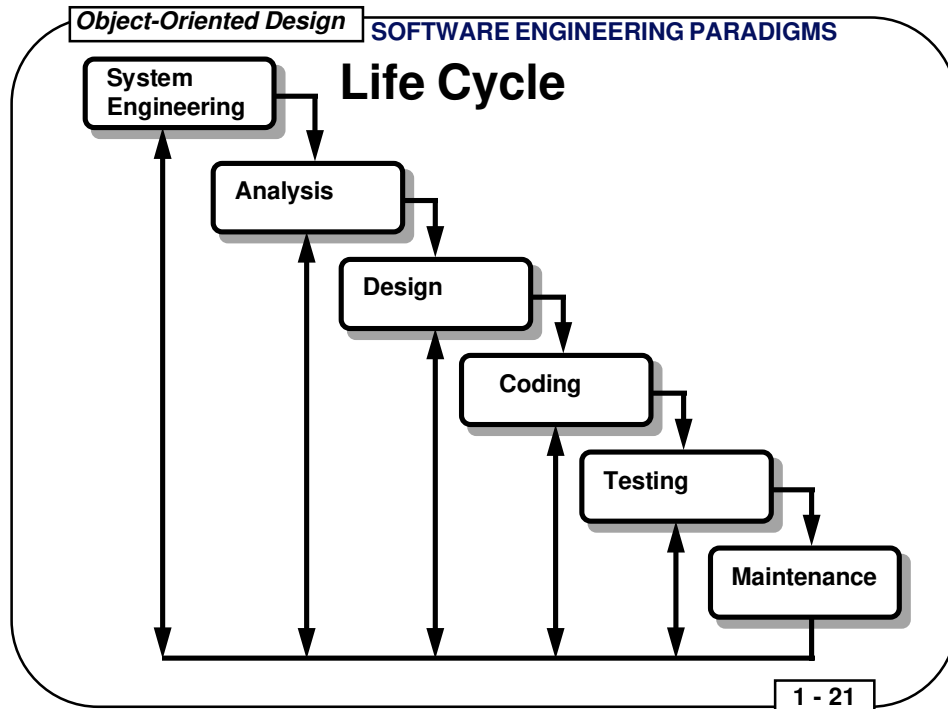 Object-Oriented Design
SOFTWARE ENGINEERING PARADIGMS
Life Cycle
System
Engineering
Analysis
Design
Coding
Testing
Maintenance
1 - 21